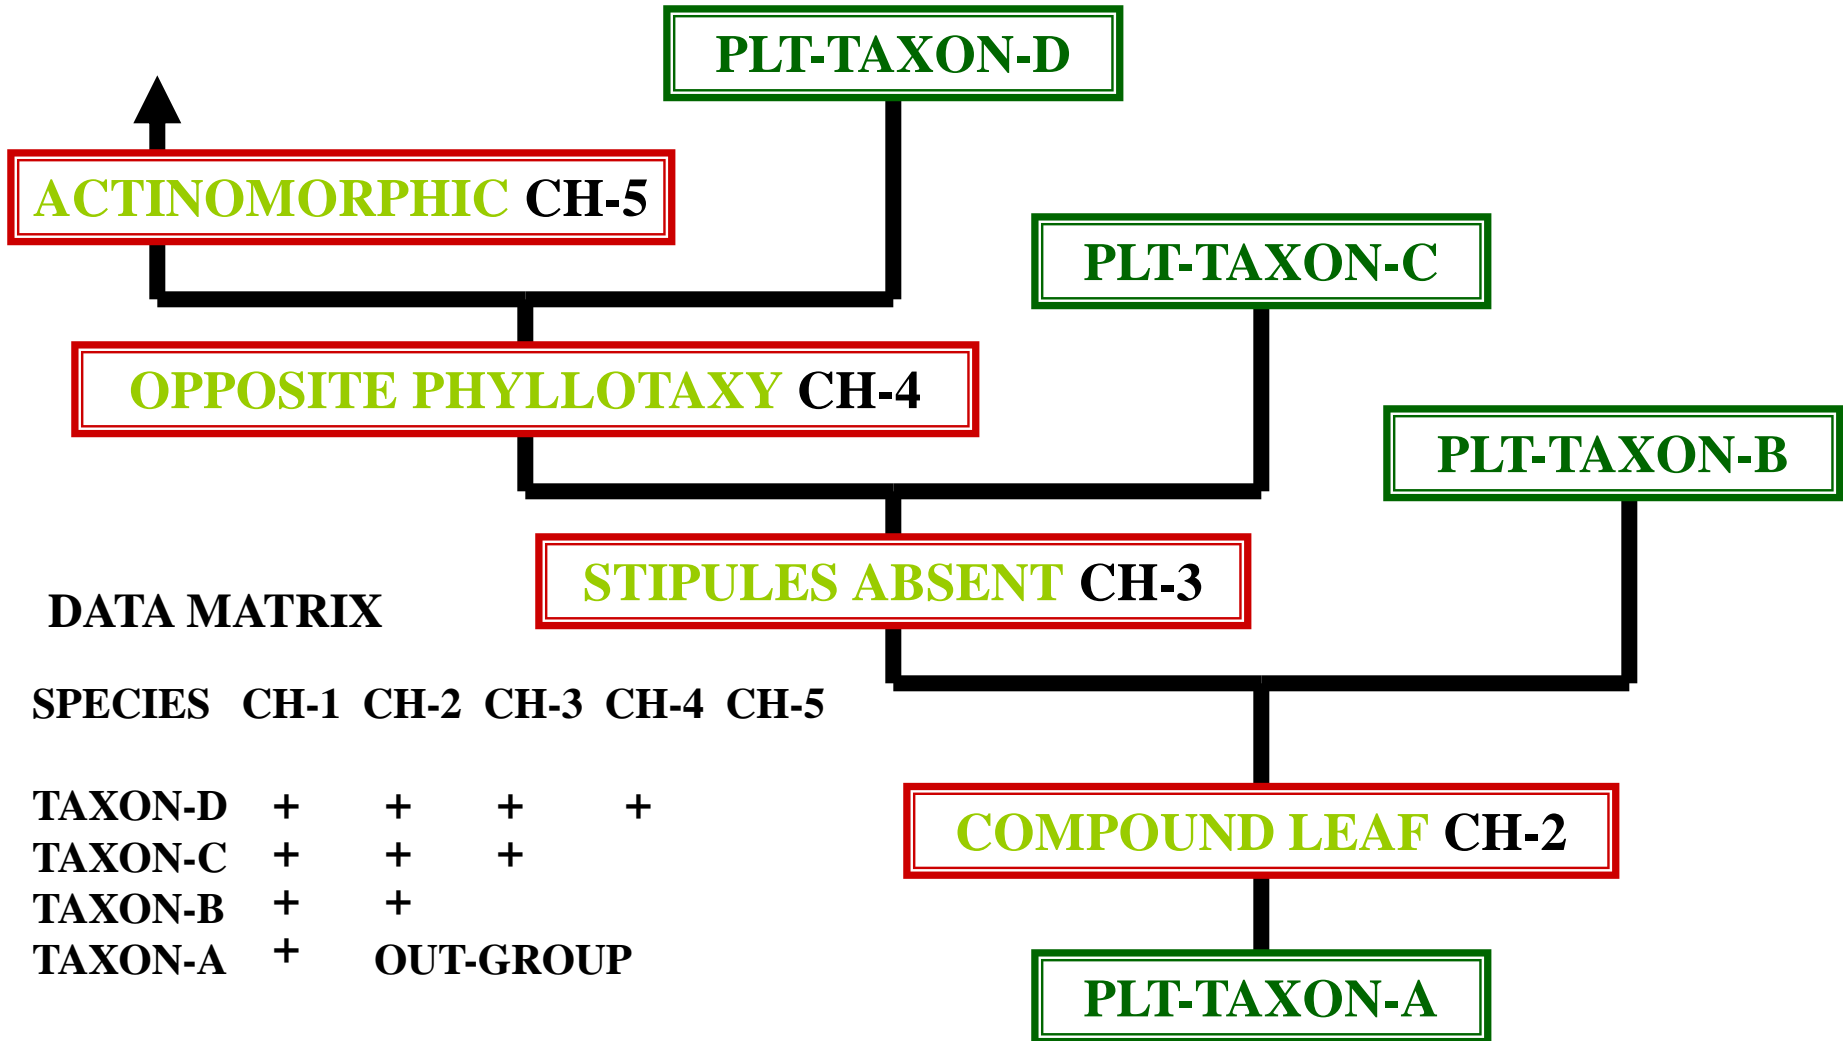 PLT-TAXON-D
ACTINOMORPHIC CH-5
PLT-TAXON-C
OPPOSITE PHYLLOTAXY CH-4
PLT-TAXON-B
STIPULES ABSENT CH-3
DATA MATRIX
SPECIES CH-1 CH-2 CH-3 CH-4 CH-5
TAXON-D + + + +
TAXON-C + + +
TAXON-B + +
TAXON-A + OUT-GROUP
COMPOUND LEAF CH-2
PLT-TAXON-A